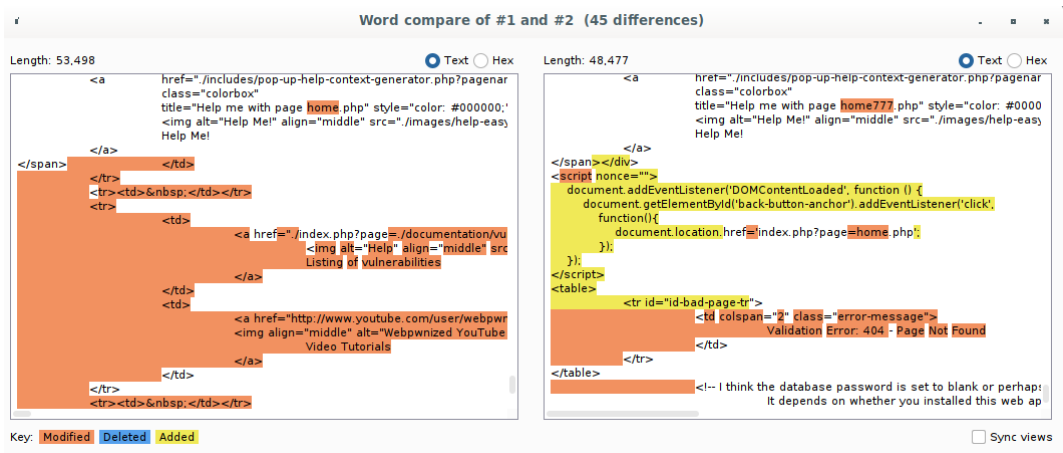 Word compare of #1 and #2 (45 differences)
Length: 53,498
Text
Hex
<a href="./includes/pop-up-help-context-generator.php?pagenar
class="colorbox"
title="Help me with page home.php" style="color: #000000;"
<img alt="Help Me!" align="middle" src="./images/help-easy
Help Me!
</a>
</span> </td>
</tr>
<tr><td>&nbsp;</td></tr>
<tr>
<td>
<a href="./index.php?page=./documentation/vu
<img alt="Help" align="middle" src
Listing of vulnerabilities
</a>
</td>
<td>
<a href="http://www.youtube.com/user/webpwr
<img align="middle" alt="Webpwnized YouTube
Video Tutorials
</a>
</td>
</tr>
<tr><td>&nbsp;</td></tr>
Length: 48,477
Text
Hex
<a href="./includes/pop-up-help-context-generator.php?pagenar
class="colorbox"
title="Help me with page home777.php" style="color: #0000
<img alt="Help Me!" align="middle" src="./images/help-easy
Help Me!
</a>
</span></div>
<script nonce="">
document.addEventListener('DOMContentLoaded', function () {
document.getElementById('back-button-anchor').addEventListener('click',
function(){
document.location.href='index.php?page=home.php';
});
});
</script>
<table>
<tr id="id-bad-page-tr">
<td colspan="2" class="error-message">
Validation Error: 404 - Page Not Found
</td>
</tr>
</table>
<!-- I think the database password is set to blank or perhaps
It depends on whether you installed this web ap
Key: Modified Deleted Added
Sync views